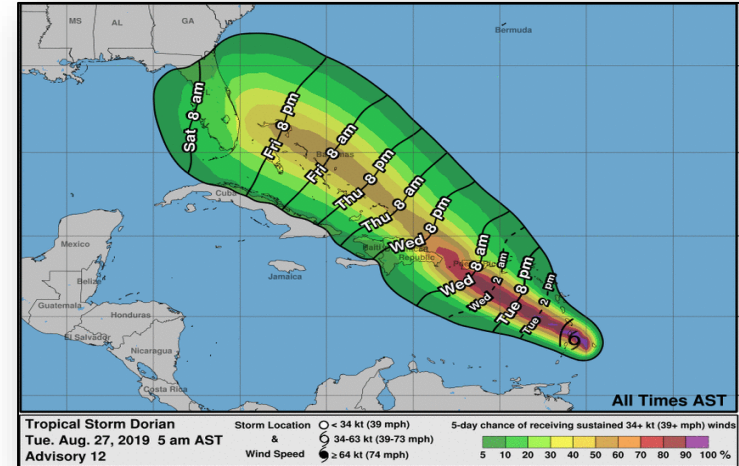 MS
AL
GA
Bermuda
Sat 8 am
Fri 8 pm
Fri 8 am
Bahamas
Thu 8 pm
Thu 8 am
Cuba
Wed 8 pm
Haiti
Republic
Wed 8 am
Wed 2 am
Tue 8 pm
Tue 2 pm
Mexico
Jamaica
Belize
Guatemala
Honduras
El Salvador
Nicaragua
Costa Rica
All Times AST
Tropical Storm Dorian
Tue. Aug. 27, 2019 5 am AST
Advisory 12
Storm Location
&
Wind Speed
< 34 kt (39 mph)
34-63 kt (39-73 mph)
≥ 64 kt (74 mph)
5-day chance of receiving sustained 34+ kt (39+ mph) winds
5 10 20 30 40 50 60 70 80 90 100 %